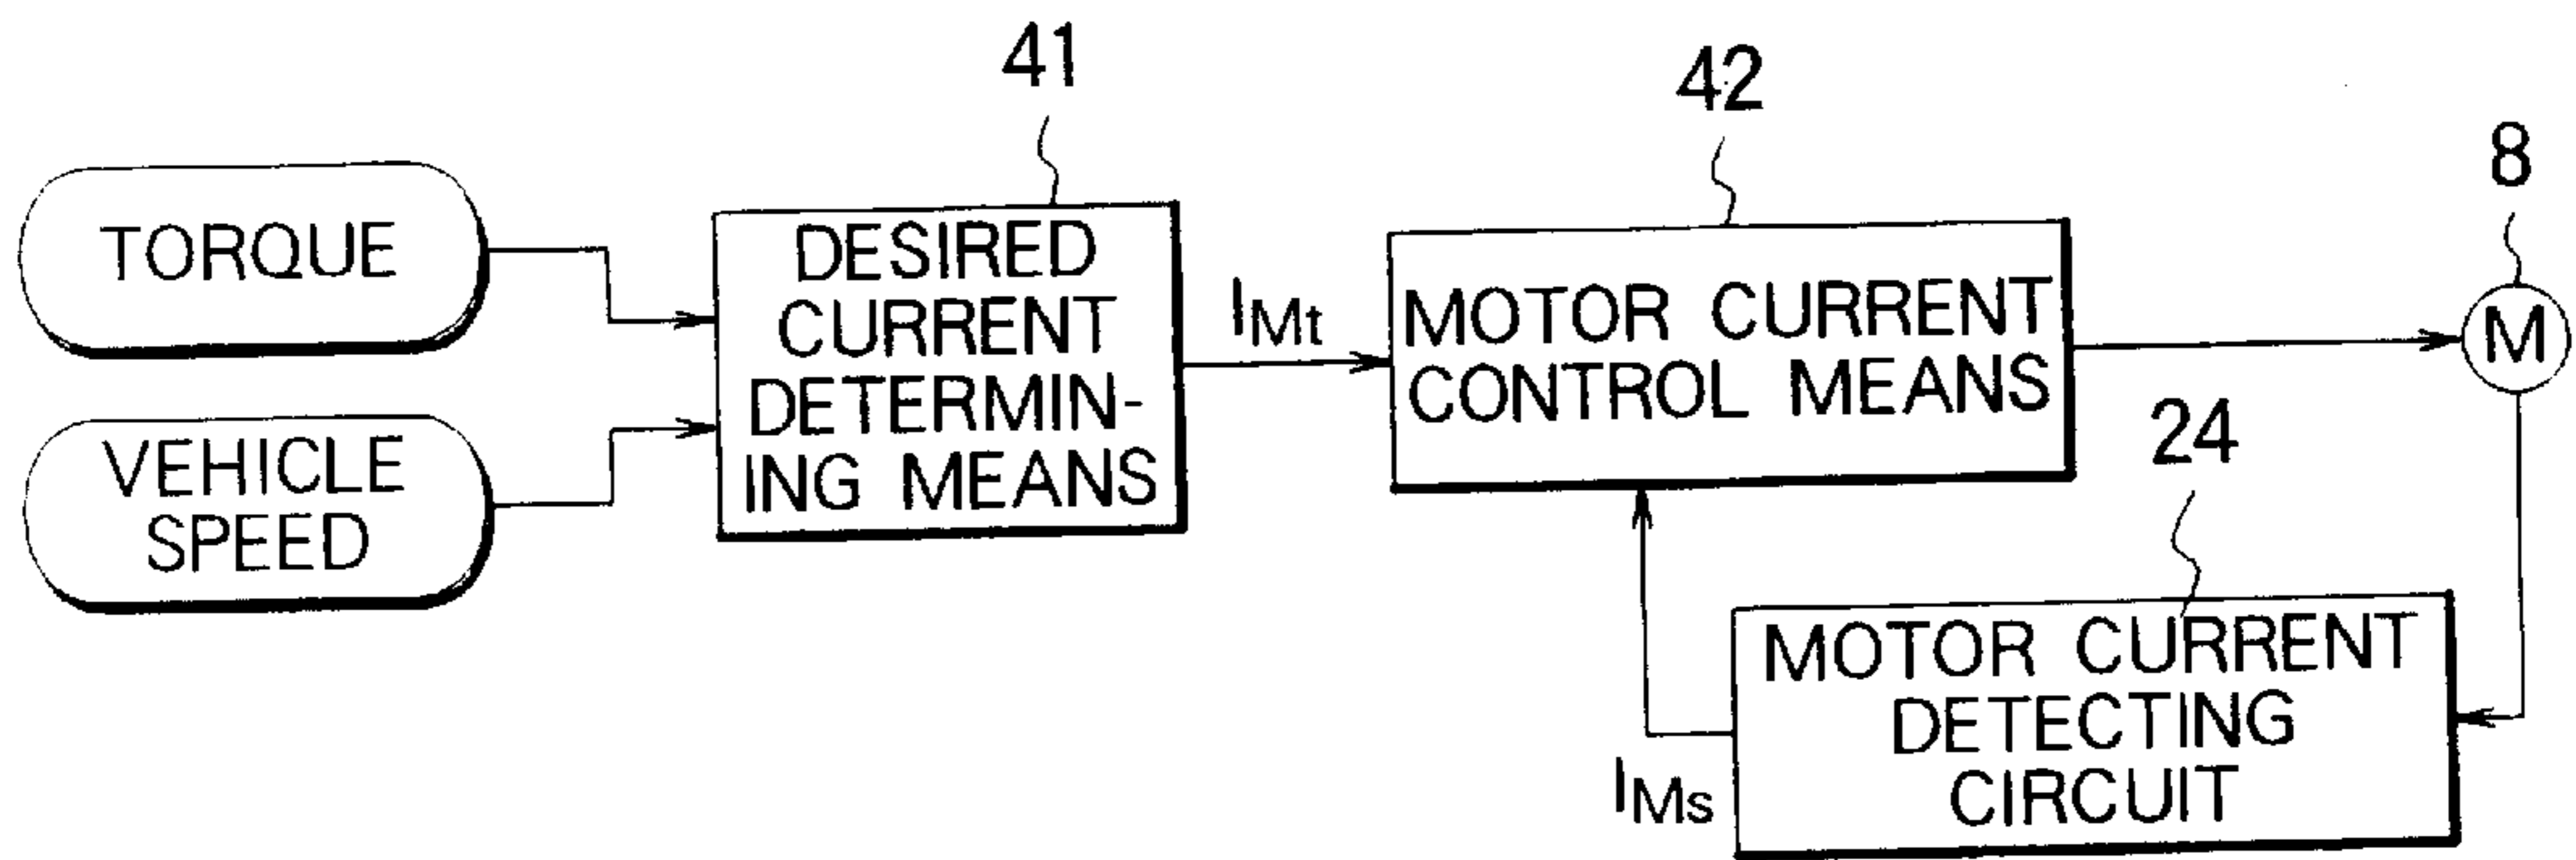 41
42
8
TORQUE
VEHICLE
SPEED
DESIRED
CURRENT
DETERMIN-
ING MEANS
IMt
MOTOR CURRENT
CONTROL MEANS
M
24
MOTOR CURRENT
DETECTING
CIRCUIT
IMs